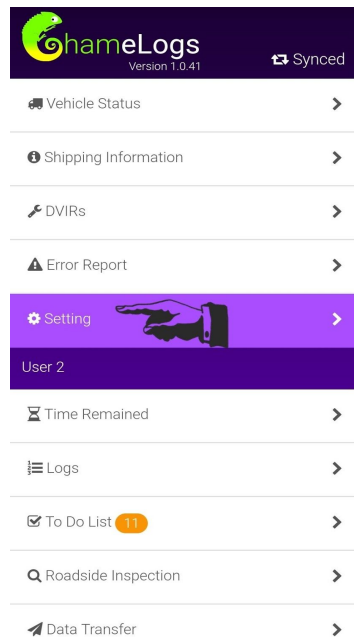 ChameLogs
Version 1.0.41
Synced
Vehicle Status
Shipping Information
DVIRs
Error Report
Setting
User 2
Time Remained
Logs
To Do List 11
Roadside Inspection
Data Transfer